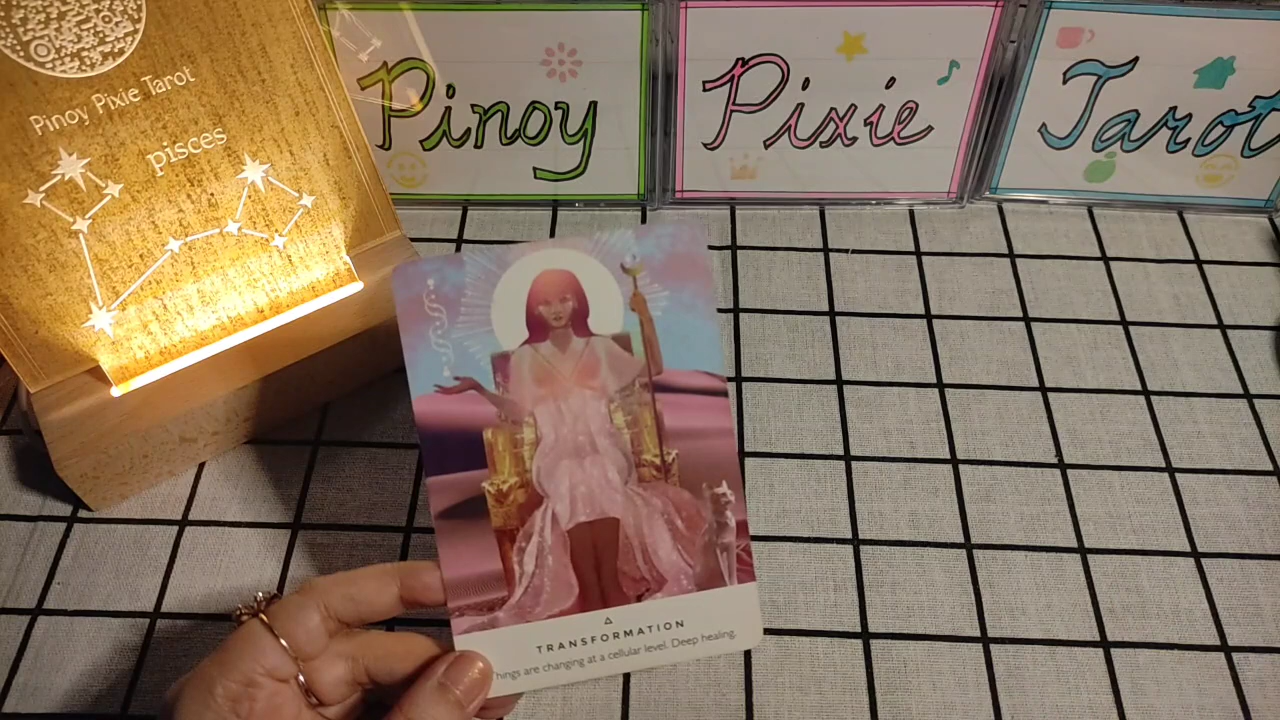 Pinoy Pixie Tarot
pisces
Pinoy
Pixie
Tarot
TRANSFORMATION
Things are changing at a cellular level. Deep healing.